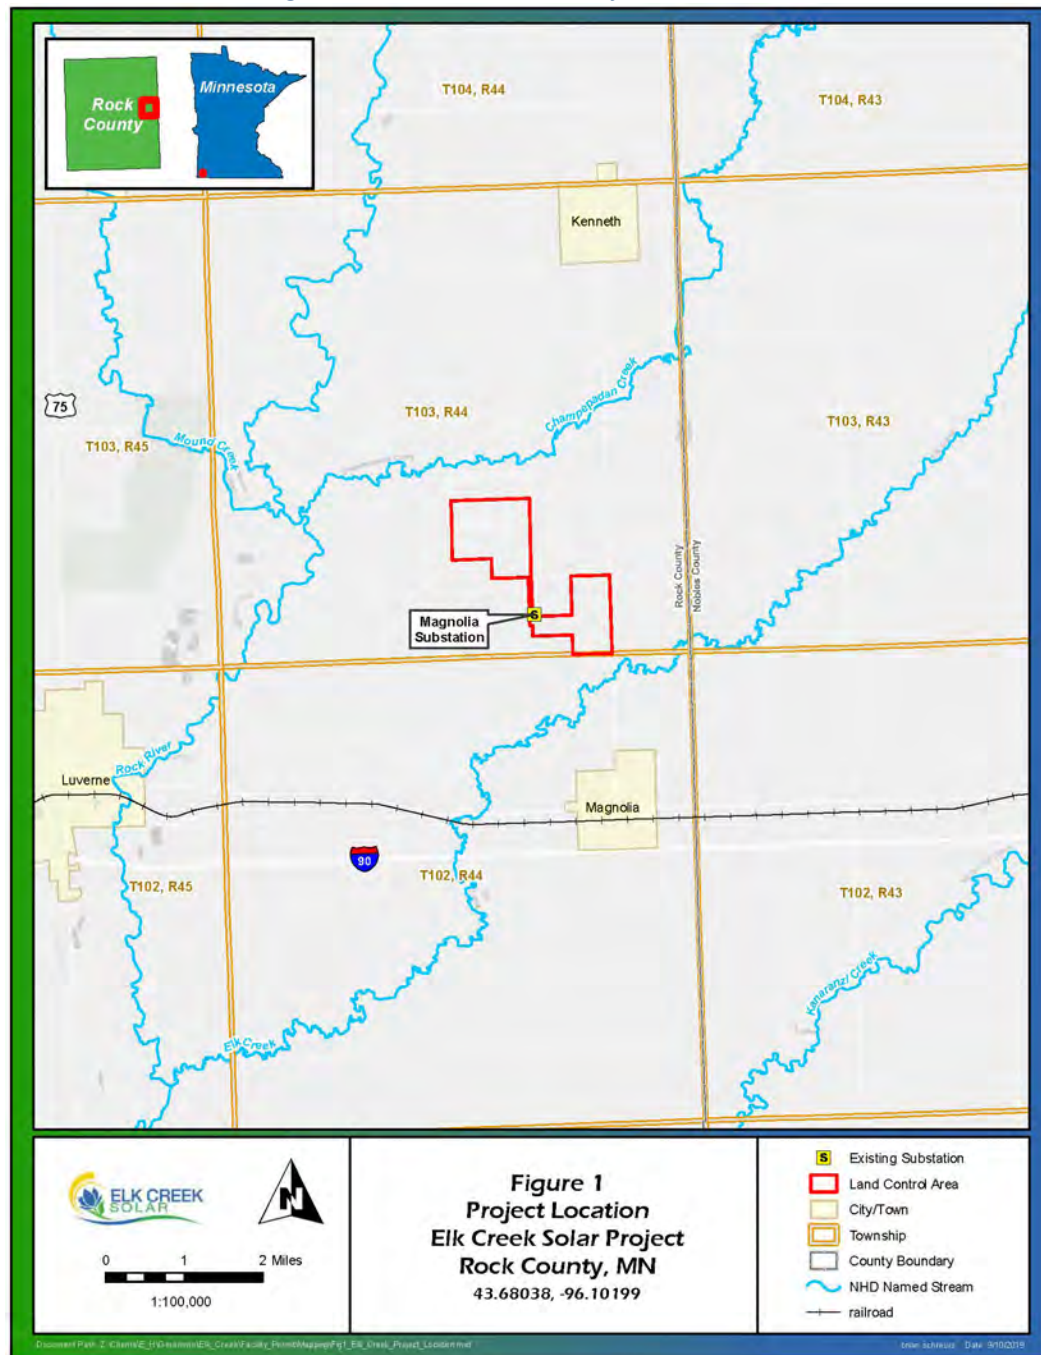 Rock
County
Minnesota
T104, R44
T104, R43
Kenneth
75
T103, R44
Champepadan Creek
T103, R43
T103, R45
Mound Creek
Rock County
Nobles County
Magnolia
Substation
S
Rock River
Luverne
Magnolia
90
T102, R45
T102, R44
T102, R43
Kanaranzi Creek
Elk Creek
ELK CREEK
SOLAR
N
0 1 2 Miles
1:100,000
Figure 1
Project Location
Elk Creek Solar Project
Rock County, MN
43.68038, -96.10199
S Existing Substation
Land Control Area
City/Town
Township
County Boundary
NHD Named Stream
railroad